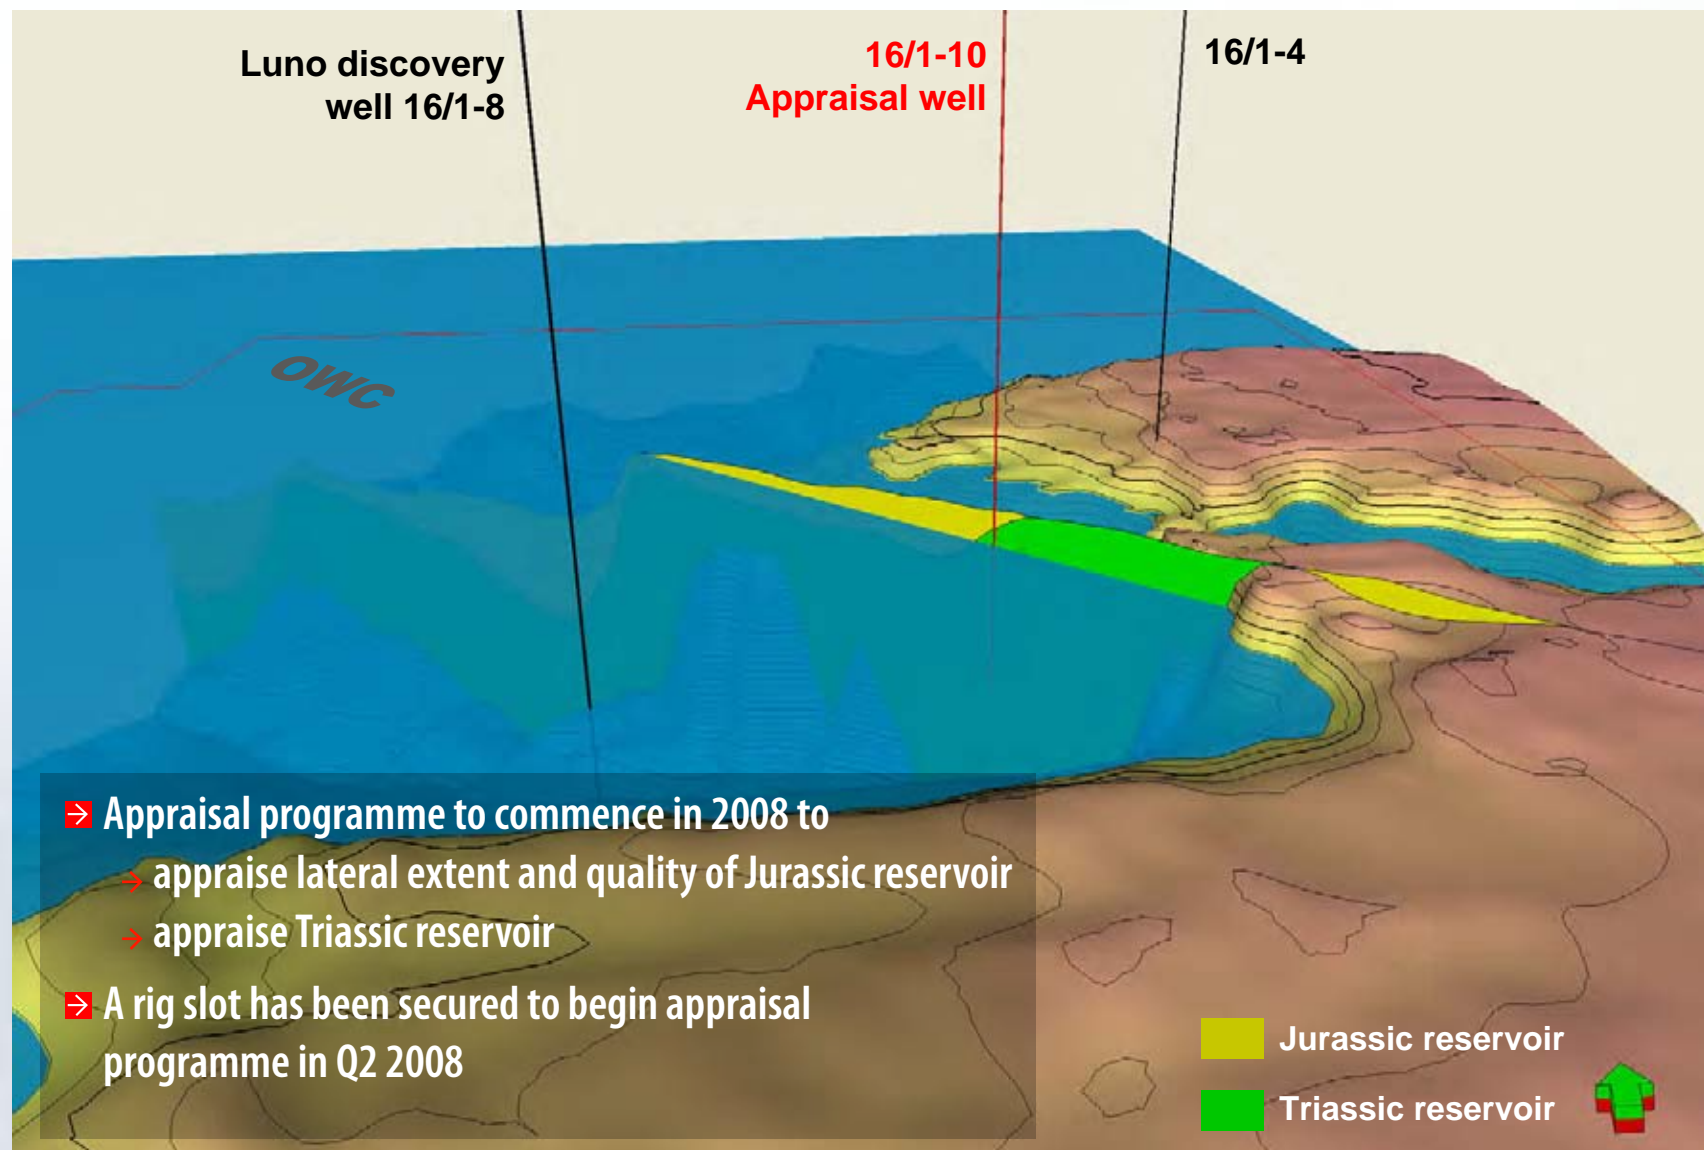 Luno discovery
well 16/1-8
16/1-10
Appraisal well
16/1-4
OWC
Appraisal programme to commence in 2008 to
appraise lateral extent and quality of Jurassic reservoir
appraise Triassic reservoir
A rig slot has been secured to begin appraisal
programme in Q2 2008
Jurassic reservoir
Triassic reservoir